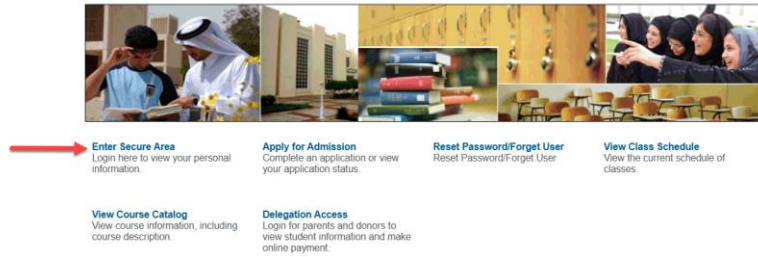 Enter Secure Area
Login here to view your personal
information.
Apply for Admission
Complete an application or view
your application status.
Reset Password/Forget User
Reset Password/Forget User
View Class Schedule
View the current schedule of
classes.
View Course Catalog
View course information, including
course description.
Delegation Access
Login for parents and donors to
view student information and make
online payment.